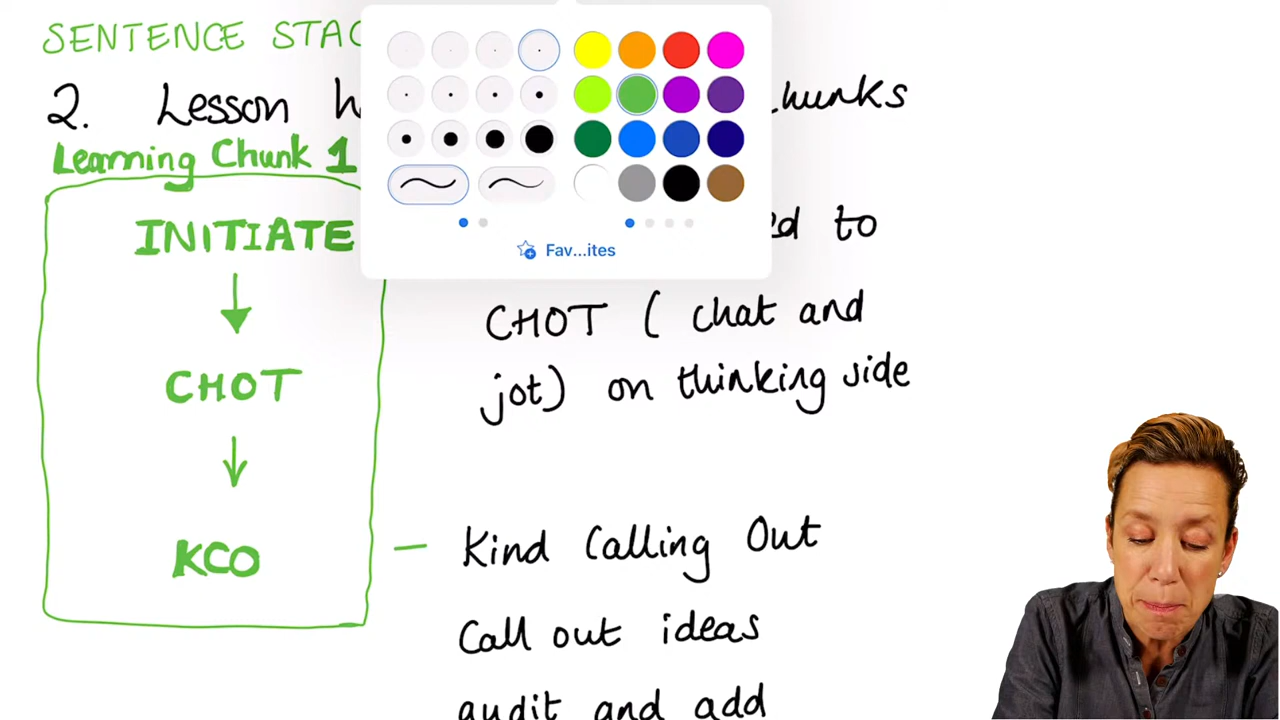 SENTENCE STAC
2. Lesson h chunks
Learning Chunk 1
INITIATE
ed to
CHOT
CHOT ( chat and
jot) on thinking side
KCO - Kind Calling Out
Call out ideas
audit and add
Fav...ites